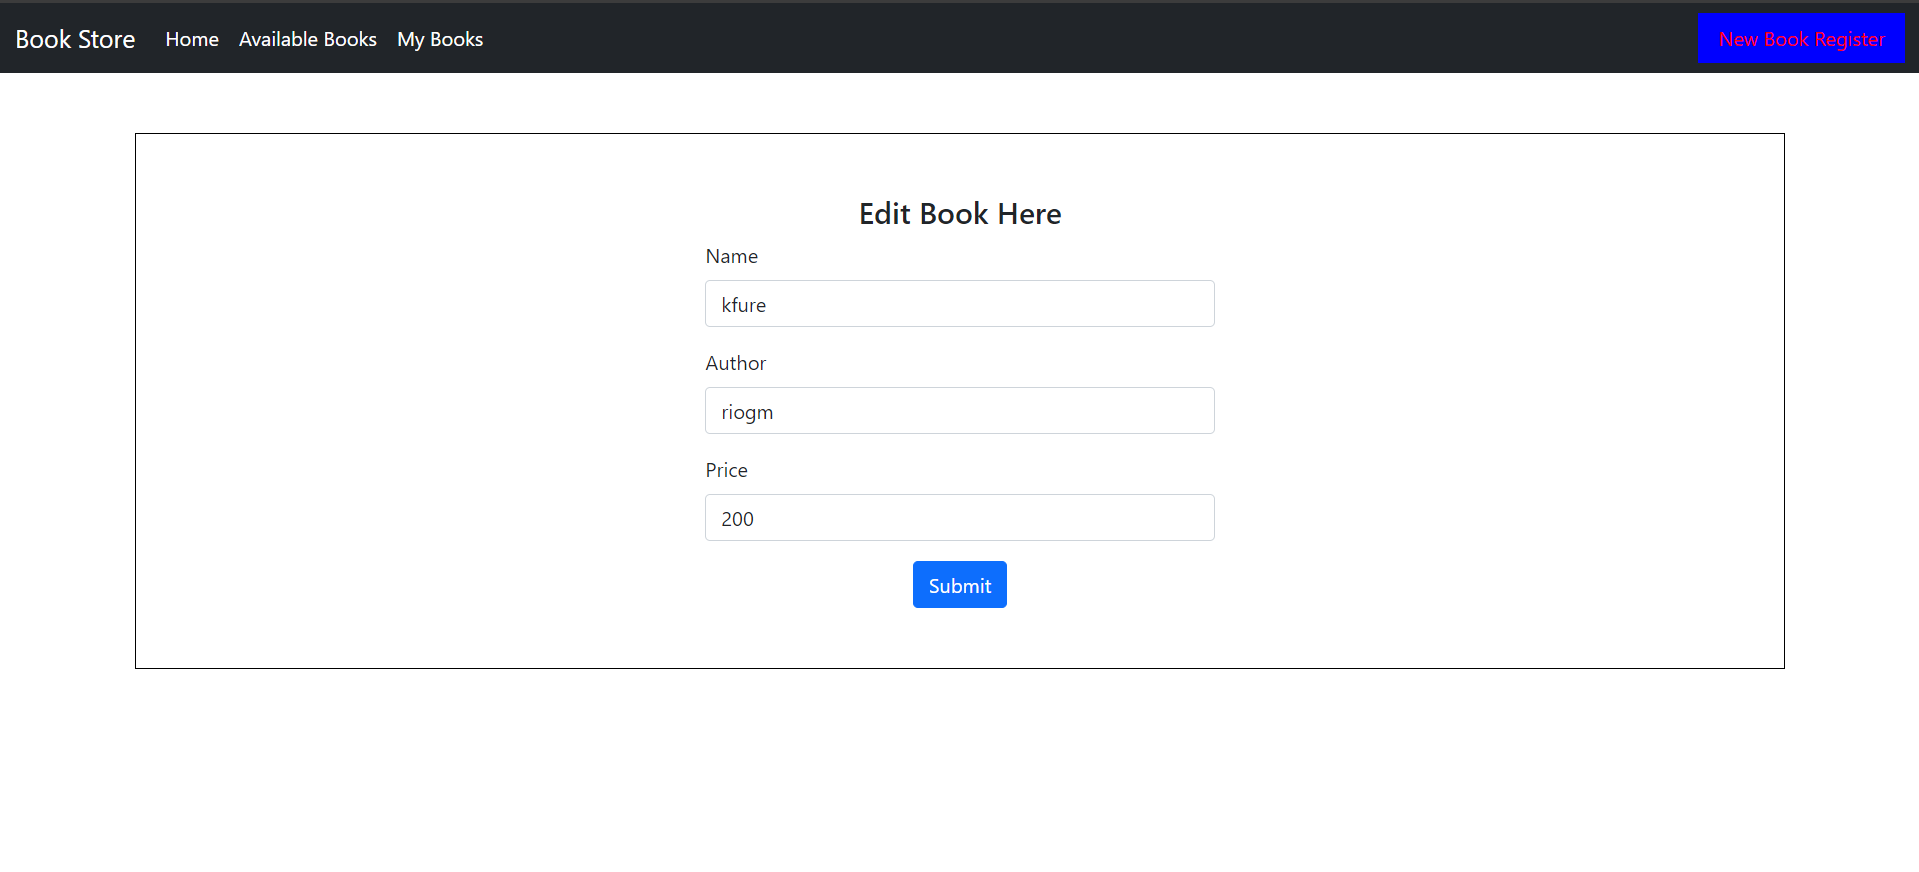 Book Store Home Available Books My Books New Book Register
Edit Book Here
Name
kfure
Author
riogm
Price
200
Submit